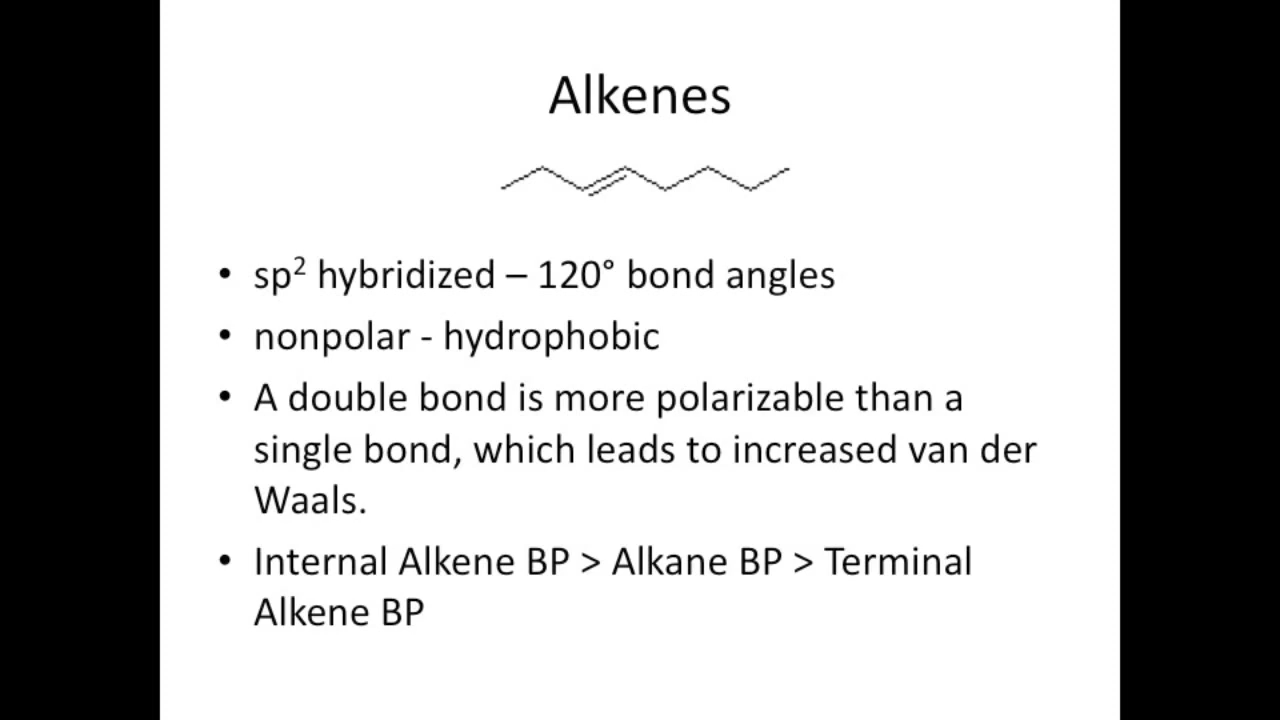 Alkenes
• sp² hybridized – 120° bond angles
• nonpolar - hydrophobic
• A double bond is more polarizable than a
single bond, which leads to increased van der
Waals.
• Internal Alkene BP > Alkane BP > Terminal
Alkene BP